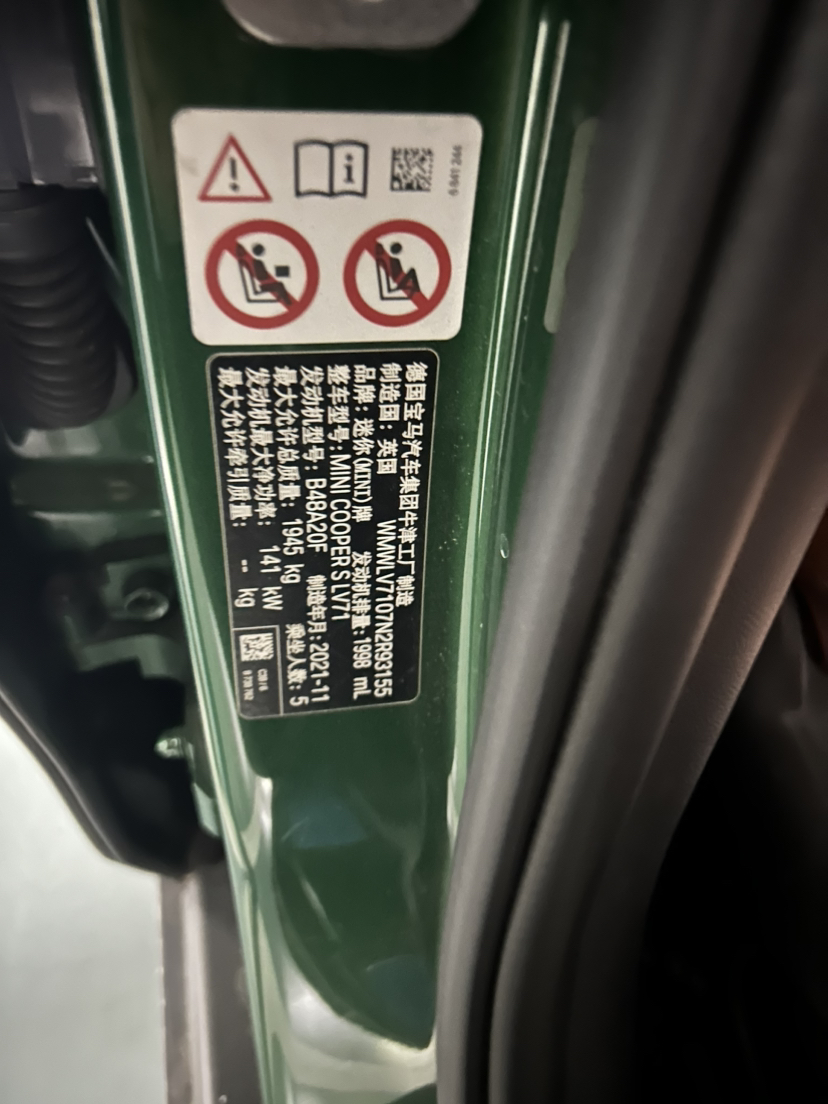 6 841 244
德国宝马汽车集团牛津工厂制造
制造国：英国 WMWLV7107N2R93155
品牌：迷你(MINI)牌 发动机排量：1998 mL
整车型号：MINI COOPER S LV71
发动机型号：B48A20F 制造年月：2021-11
最大允许总质量：1945 kg 乘坐人数：5
发动机最大净功率：141 kW
最大允许牵引质量：-- kg